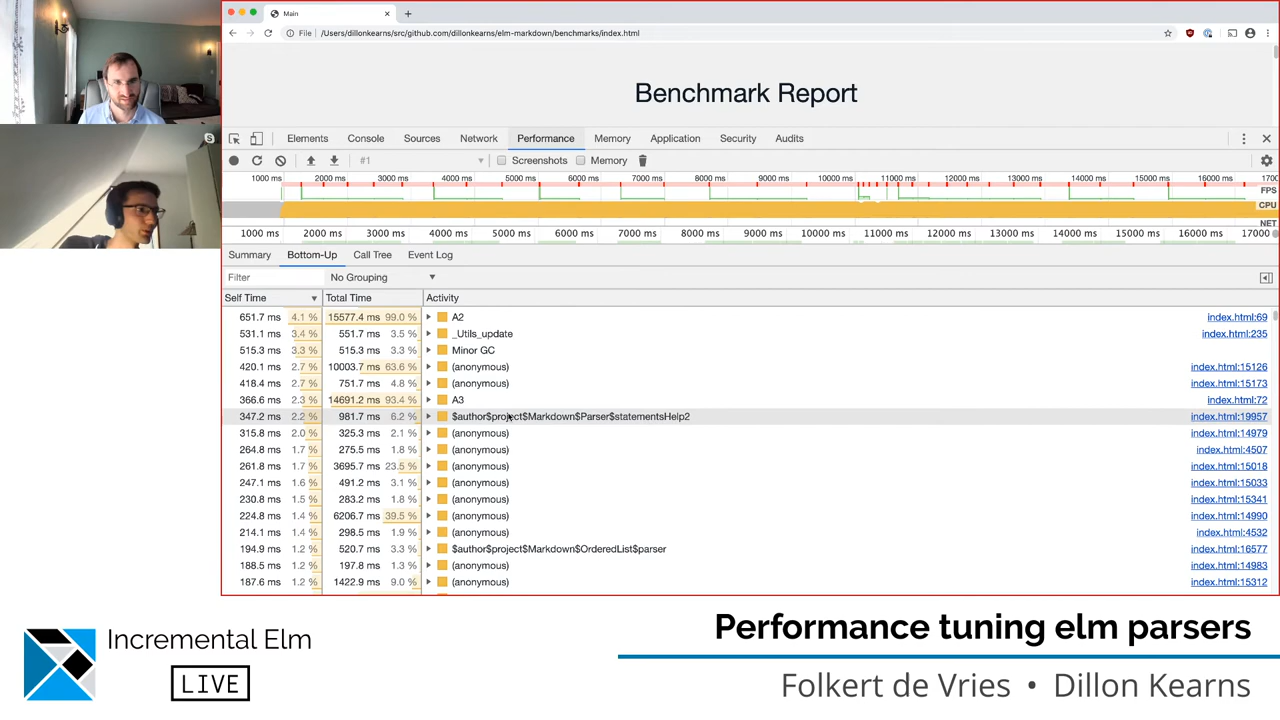 Main
File | /Users/dillonkearns/src/github.com/dillonkearns/elm-markdown/benchmarks/index.html
Benchmark Report
Elements Console Sources Network Performance Memory Application Security Audits
#1 Screenshots Memory
1000 ms 2000 ms 3000 ms 4000 ms 5000 ms 6000 ms 7000 ms 8000 ms 9000 ms 10000 ms 11000 ms 12000 ms 13000 ms 14000 ms 15000 ms 16000 ms 1700
FPS
CPU
NET
1000 ms 2000 ms 3000 ms 4000 ms 5000 ms 6000 ms 7000 ms 8000 ms 9000 ms 10000 ms 11000 ms 12000 ms 13000 ms 14000 ms 15000 ms 16000 ms 17000
Summary Bottom-Up Call Tree Event Log
Filter No Grouping
Self Time Total Time Activity
651.7 ms 4.1 % 15577.4 ms 99.0 % A2 index.html:69
531.1 ms 3.4 % 551.7 ms 3.5 % _Utils_update index.html:235
515.3 ms 3.3 % 515.3 ms 3.3 % Minor GC
420.1 ms 2.7 % 10003.7 ms 63.6 % (anonymous) index.html:15126
418.4 ms 2.7 % 751.7 ms 4.8 % (anonymous) index.html:15173
366.6 ms 2.3 % 14691.2 ms 93.4 % A3 index.html:72
347.2 ms 2.2 % 981.7 ms 6.2 % $author$project$Markdown$Parser$statementsHelp2 index.html:19957
315.8 ms 2.0 % 325.3 ms 2.1 % (anonymous) index.html:14979
264.8 ms 1.7 % 275.5 ms 1.8 % (anonymous) index.html:4507
261.8 ms 1.7 % 3695.7 ms 23.5 % (anonymous) index.html:15018
247.1 ms 1.6 % 491.2 ms 3.1 % (anonymous) index.html:15033
230.8 ms 1.5 % 283.2 ms 1.8 % (anonymous) index.html:15341
224.8 ms 1.4 % 6206.7 ms 39.5 % (anonymous) index.html:14990
214.1 ms 1.4 % 298.5 ms 1.9 % (anonymous) index.html:4532
194.9 ms 1.2 % 520.7 ms 3.3 % $author$project$Markdown$OrderedList$parser index.html:16577
188.5 ms 1.2 % 197.8 ms 1.3 % (anonymous) index.html:14983
187.6 ms 1.2 % 1422.9 ms 9.0 % (anonymous) index.html:15312
Incremental Elm
LIVE
Performance tuning elm parsers
Folkert de Vries • Dillon Kearns